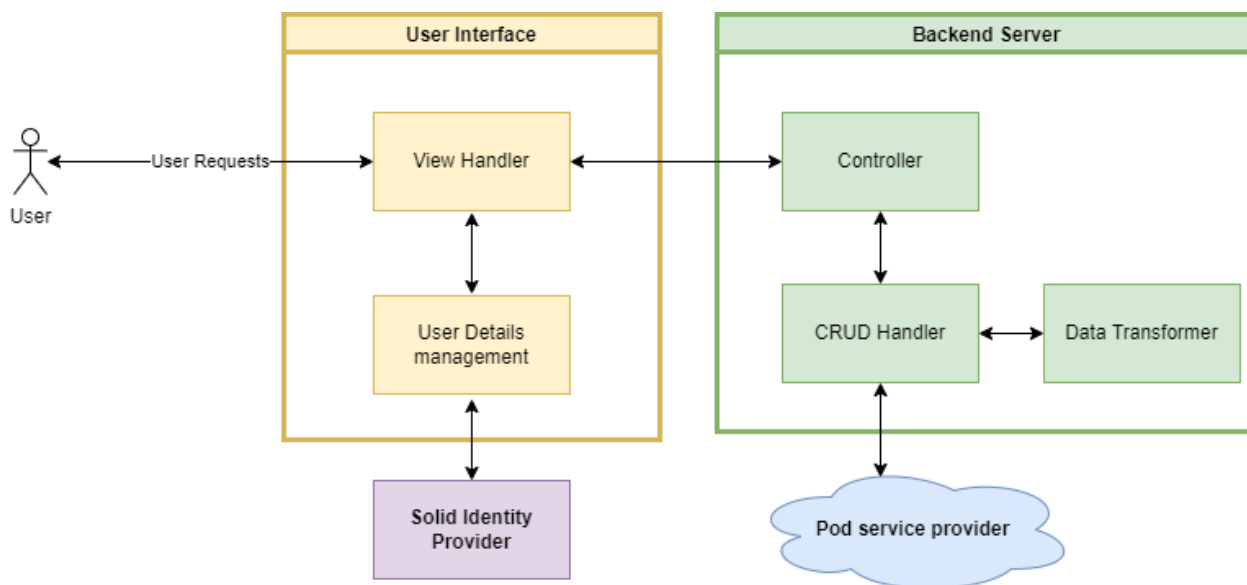 User Interface
Backend Server
User Requests
View Handler
Controller
User
User Details
management
CRUD Handler
Data Transformer
Solid Identity
Provider
Pod service provider